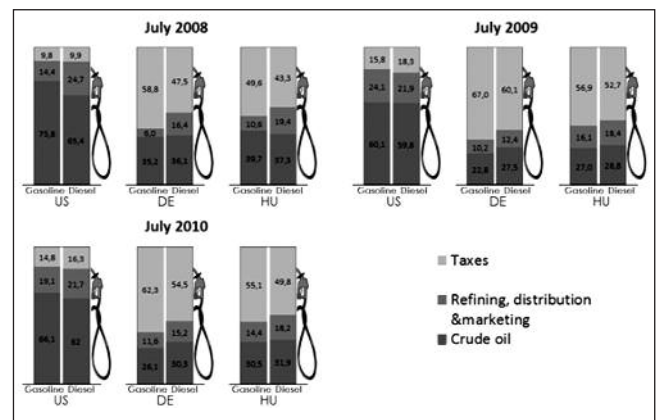 July 2008
July 2009
9,8 9,9
14,4 24,7
75,8 65,4
Gasoline Diesel
US
58,8 47,5
6,0 16,4
35,2 36,1
Gasoline Diesel
DE
49,6 43,3
10,6 19,4
39,7 37,3
Gasoline Diesel
HU
15,8 18,3
24,1 21,9
60,1 59,8
Gasoline Diesel
US
67,0 60,1
10,2 12,4
22,8 27,5
Gasoline Diesel
DE
56,9 52,7
16,1 18,4
27,0 28,8
Gasoline Diesel
HU
July 2010
14,8 16,3
19,1 21,7
66,1 62
Gasoline Diesel
US
62,3 54,5
11,6 15,2
26,1 30,3
Gasoline Diesel
DE
55,1 49,8
14,4 18,2
30,5 31,9
Gasoline Diesel
HU
Taxes
Refining, distribution
&marketing
Crude oil